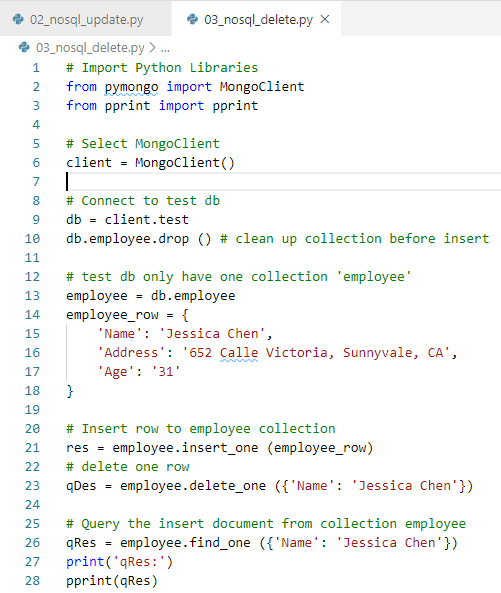 02_nosql_update.py 03_nosql_delete.py ×
03_nosql_delete.py > ...
1 # Import Python Libraries
2 from pymongo import MongoClient
3 from pprint import pprint
4
5 # Select MongoClient
6 client = MongoClient()
7
8 # Connect to test db
9 db = client.test
10 db.employee.drop () # clean up collection before insert
11
12 # test db only have one collection 'employee'
13 employee = db.employee
14 employee_row = {
15     'Name': 'Jessica Chen',
16     'Address': '652 Calle Victoria, Sunnyvale, CA',
17     'Age': '31'
18 }
19
20 # Insert row to employee collection
21 res = employee.insert_one (employee_row)
22 # delete one row
23 qDes = employee.delete_one ({'Name': 'Jessica Chen'})
24
25 # Query the insert document from collection employee
26 qRes = employee.find_one ({'Name': 'Jessica Chen'})
27 print('qRes:')
28 pprint(qRes)